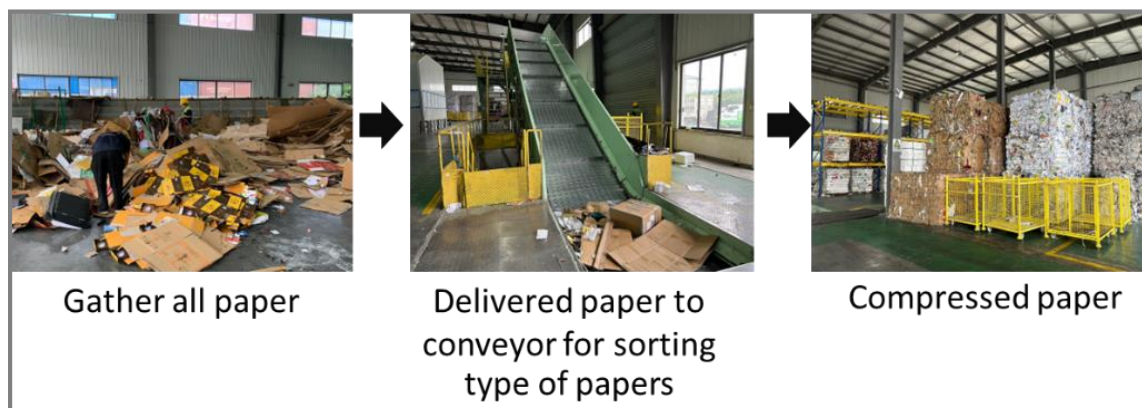 Gather all paper
Delivered paper to
conveyor for sorting
type of papers
Compressed paper